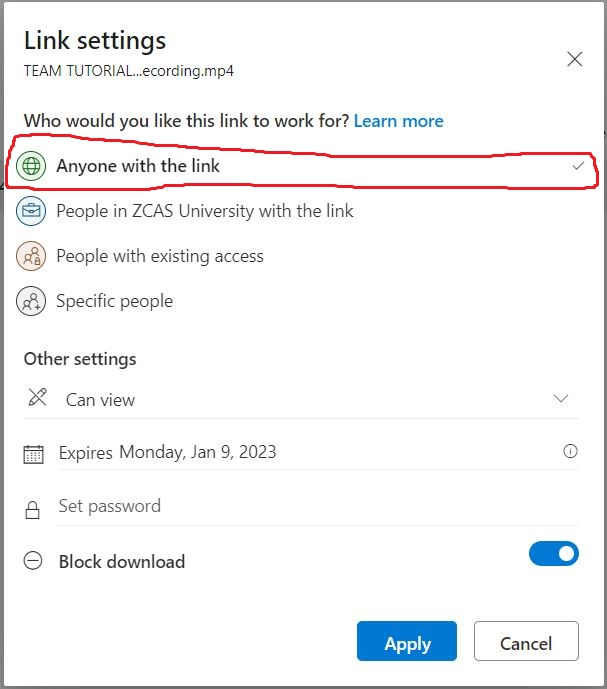 Link settings
TEAM TUTORIAL...ecording.mp4
Who would you like this link to work for? Learn more
Anyone with the link
People in ZCAS University with the link
People with existing access
Specific people
Other settings
Can view
Expires Monday, Jan 9, 2023
Set password
Block download
Apply Cancel